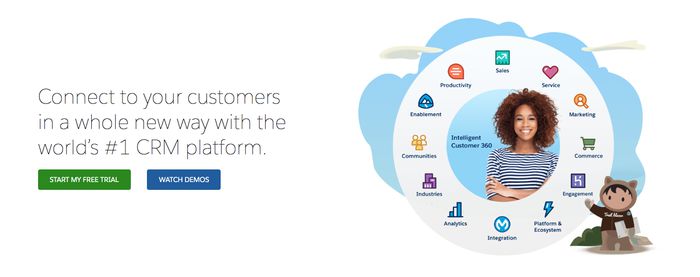 Connect to your customers
in a whole new way with the
world's #1 CRM platform.
START MY FREE TRIAL
WATCH DEMOS
Sales
Service
Marketing
Commerce
Engagement
Platform &
Ecosystem
Integration
Analytics
Industries
Communities
Enablement
Productivity
Intelligent
Customer 360